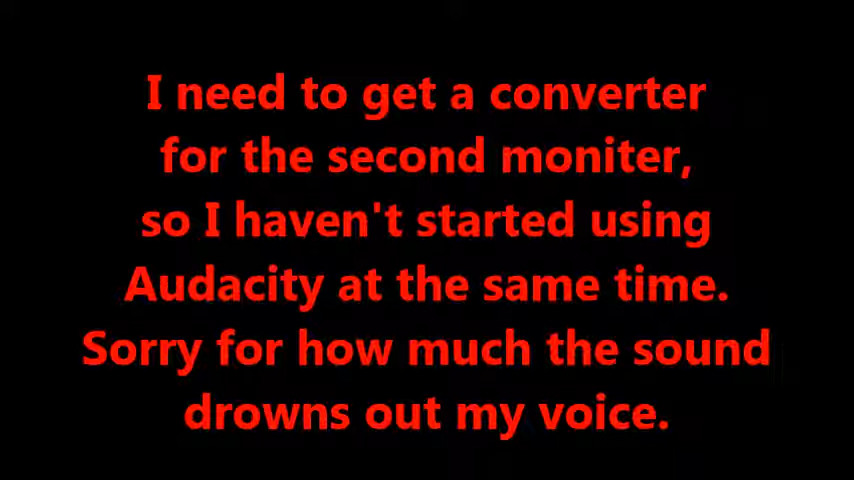 I need to get a converter
for the second moniter,
so I haven't started using
Audacity at the same time.
Sorry for how much the sound
drowns out my voice.